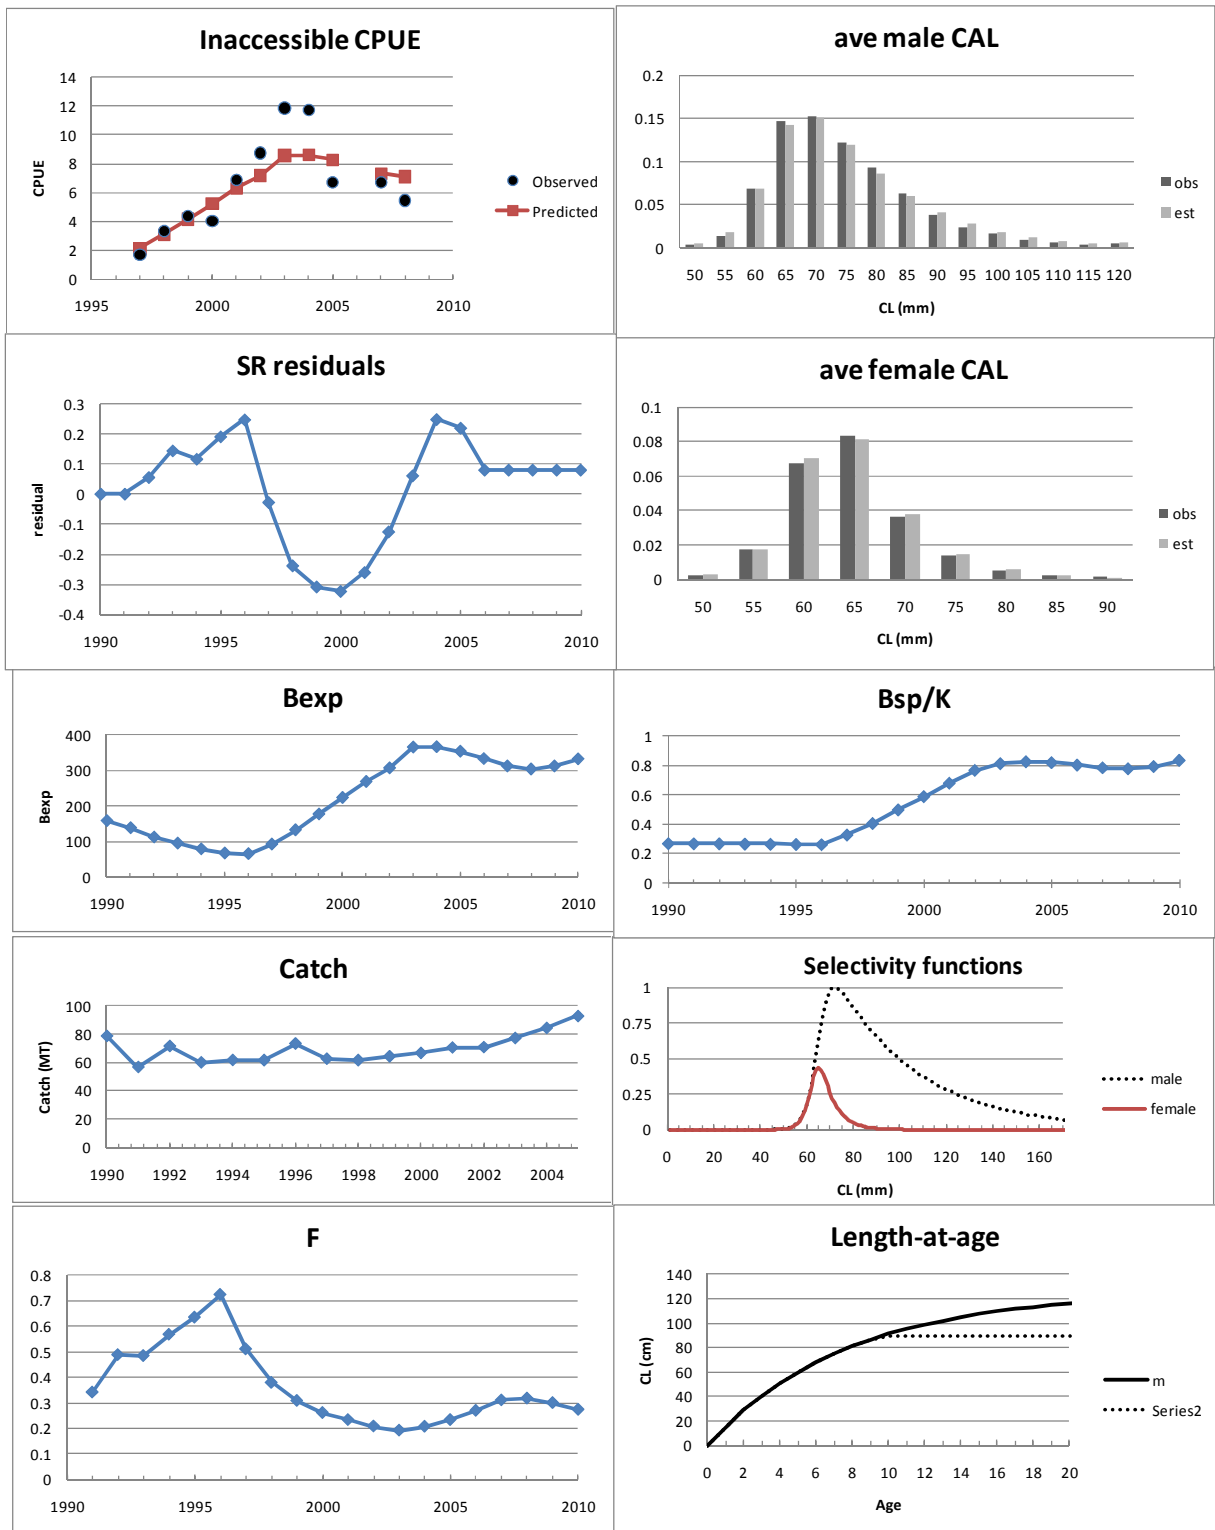 Inaccessible CPUE
14
12
10
8
6
4
2
0
CPUE
1995 2000 2005 2010
Observed
Predicted
ave male CAL
0.2
0.15
0.1
0.05
0
50 55 60 65 70 75 80 85 90 95 100 105 110 115 120
CL (mm)
obs
est
SR residuals
0.3
0.2
0.1
0
-0.1
-0.2
-0.3
-0.4
residual
1990 1995 2000 2005 2010
ave female CAL
0.1
0.08
0.06
0.04
0.02
0
50 55 60 65 70 75 80 85 90
CL (mm)
obs
est
Bexp
400
300
200
100
0
Bexp
1990 1995 2000 2005 2010
Bsp/K
1
0.8
0.6
0.4
0.2
0
1990 1995 2000 2005 2010
Catch
100
80
60
40
20
0
Catch (MT)
1990 1992 1994 1996 1998 2000 2002 2004
Selectivity functions
1
0.75
0.5
0.25
0
0 20 40 60 80 100 120 140 160
CL (mm)
male
female
F
0.8
0.7
0.6
0.5
0.4
0.3
0.2
0.1
0
1990 1995 2000 2005 2010
Length-at-age
140
120
100
80
60
40
20
0
CL (cm)
0 2 4 6 8 10 12 14 16 18 20
Age
m
Series2